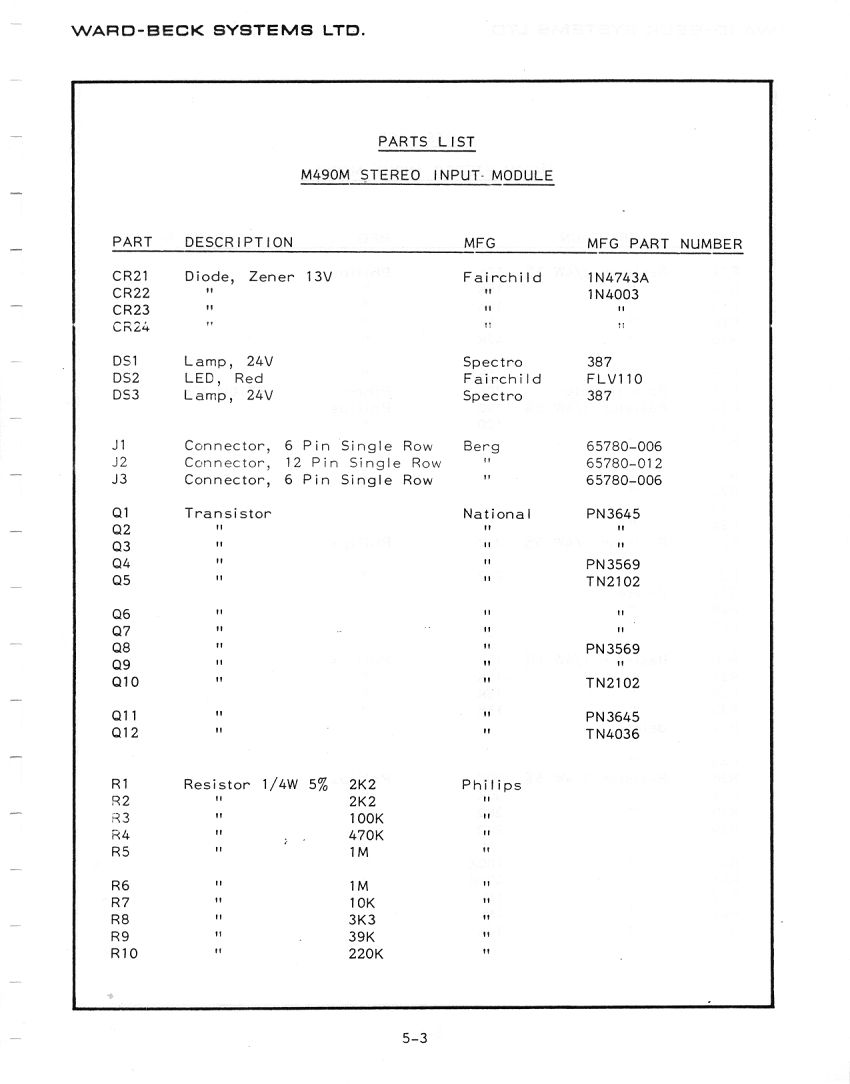 WARD-BECK SYSTEMS LTD.
PARTS LIST
M490M STEREO INPUT- MODULE
PART DESCRIPTION MFG MFG PART NUMBER
CR21 Diode, Zener 13V Fairchild 1N4743A
CR22 " " 1N4003
CR23 " " "
CR24 " " "
DS1 Lamp, 24V Spectro 387
DS2 LED, Red Fairchild FLV110
DS3 Lamp, 24V Spectro 387
J1 Connector, 6 Pin Single Row Berg 65780-006
J2 Connector, 12 Pin Single Row " 65780-012
J3 Connector, 6 Pin Single Row " 65780-006
Q1 Transistor National PN3645
Q2 " " "
Q3 " " "
Q4 " " PN3569
Q5 " " TN2102
Q6 " " "
Q7 " " "
Q8 " " PN3569
Q9 " " "
Q10 " " TN2102
Q11 " " PN3645
Q12 " " TN4036
R1 Resistor 1/4W 5% 2K2 Philips
R2 " 2K2 "
R3 " 100K "
R4 " 470K "
R5 " 1M "
R6 " 1M "
R7 " 10K "
R8 " 3K3 "
R9 " 39K "
R10 " 220K "
5-3